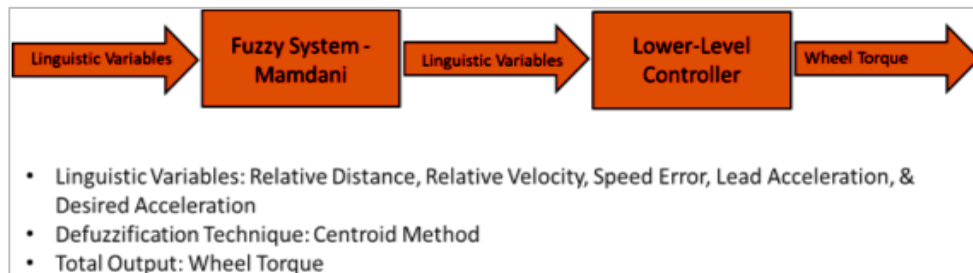 Linguistic Variables
Fuzzy System -
Mamdani
Linguistic Variables
Lower-Level
Controller
Wheel Torque
• Linguistic Variables: Relative Distance, Relative Velocity, Speed Error, Lead Acceleration, &
Desired Acceleration
• Defuzzification Technique: Centroid Method
• Total Output: Wheel Torque